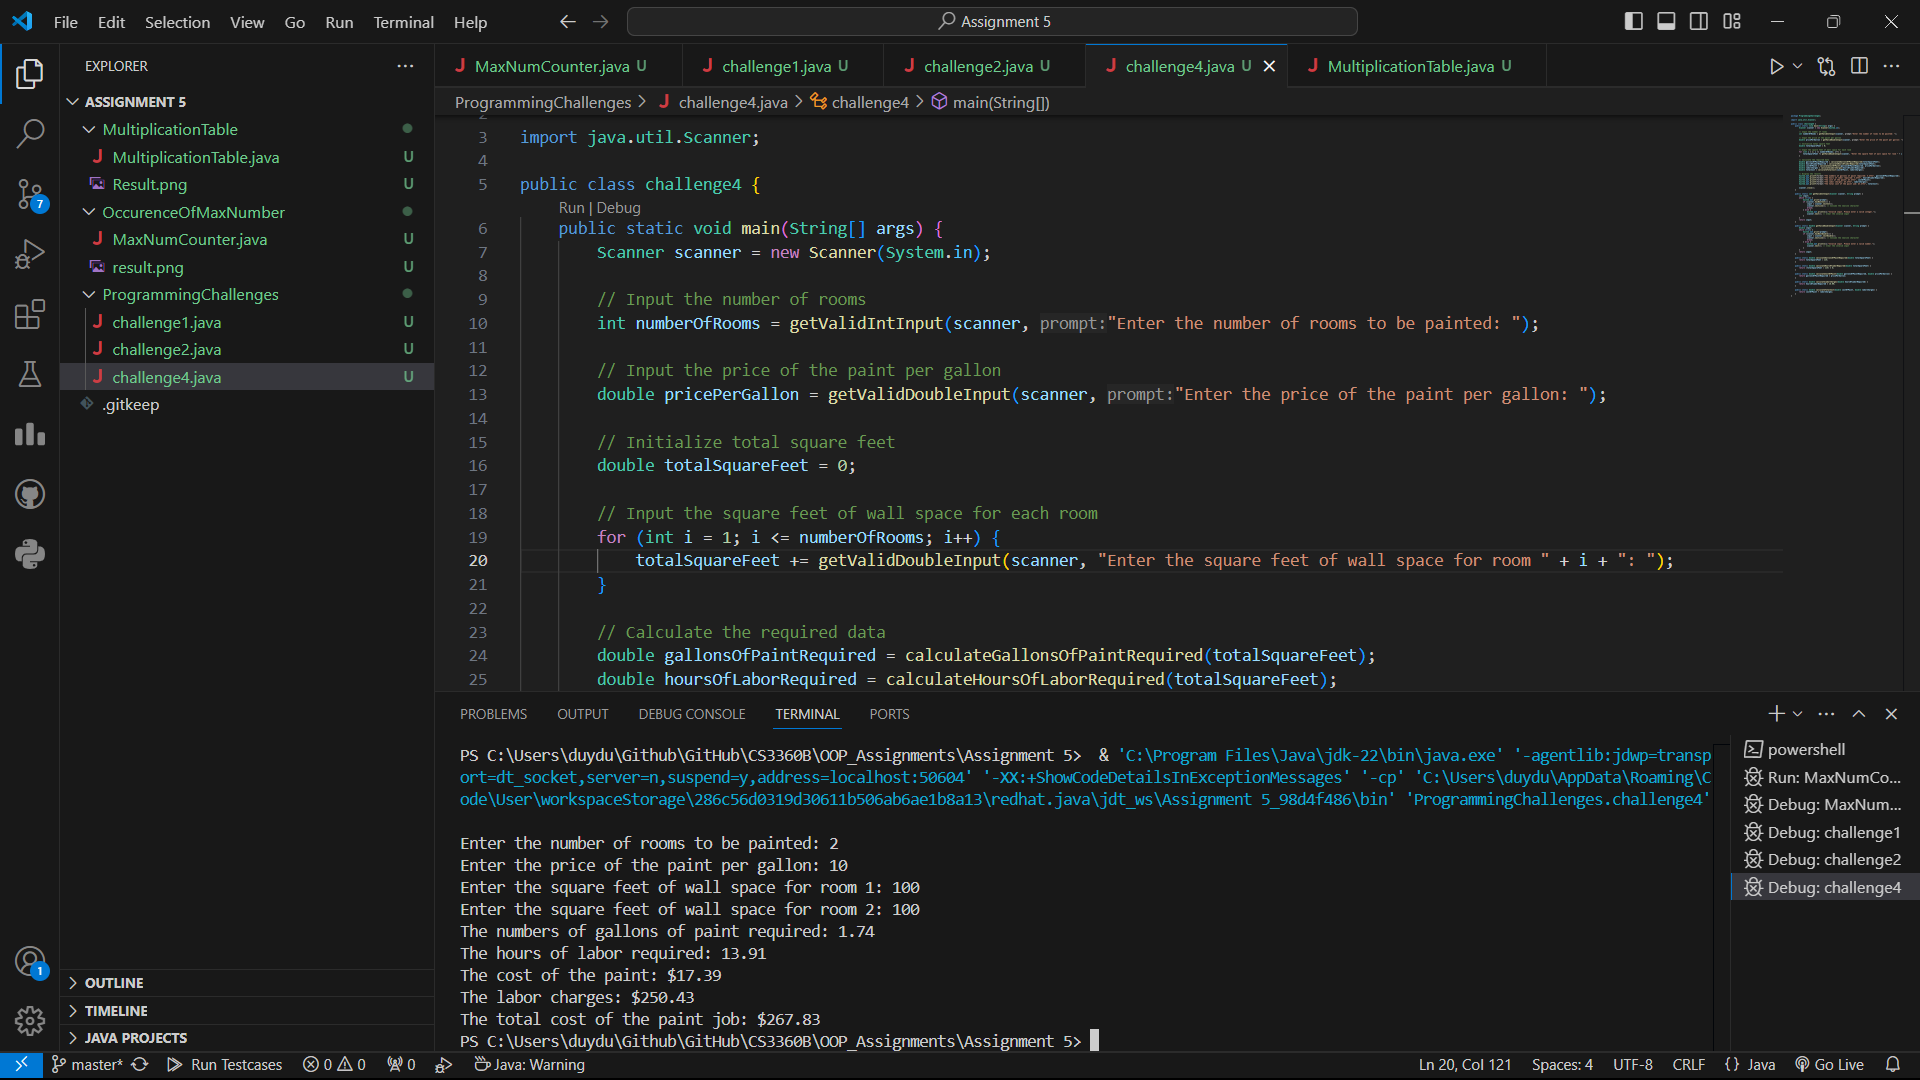 File Edit Selection View Go Run Terminal Help
Assignment 5
EXPLORER
ASSIGNMENT 5
MultiplicationTable
MultiplicationTable.java U
Result.png U
OccurenceOfMaxNumber
MaxNumCounter.java U
result.png U
ProgrammingChallenges
challenge1.java U
challenge2.java U
challenge4.java U
.gitkeep
7
1
OUTLINE
TIMELINE
JAVA PROJECTS
MaxNumCounter.java U challenge1.java U challenge2.java U challenge4.java U MultiplicationTable.java U
ProgrammingChallenges > challenge4.java > challenge4 > main(String[])
2
3 import java.util.Scanner;
4
5 public class challenge4 {
Run | Debug
6 public static void main(String[] args) {
7 Scanner scanner = new Scanner(System.in);
8
9 // Input the number of rooms
10 int numberOfRooms = getValidIntInput(scanner, prompt:"Enter the number of rooms to be painted: ");
11
12 // Input the price of the paint per gallon
13 double pricePerGallon = getValidDoubleInput(scanner, prompt:"Enter the price of the paint per gallon: ");
14
15 // Initialize total square feet
16 double totalSquareFeet = 0;
17
18 // Input the square feet of wall space for each room
19 for (int i = 1; i <= numberOfRooms; i++) {
20 totalSquareFeet += getValidDoubleInput(scanner, "Enter the square feet of wall space for room " + i + ": ");
21 }
22
23 // Calculate the required data
24 double gallonsOfPaintRequired = calculateGallonsOfPaintRequired(totalSquareFeet);
25 double hoursOfLaborRequired = calculateHoursOfLaborRequired(totalSquareFeet);
PROBLEMS OUTPUT DEBUG CONSOLE TERMINAL PORTS
PS C:\Users\duydu\Github\GitHub\CS3360B\OOP_Assignments\Assignment 5> & 'C:\Program Files\Java\jdk-22\bin\java.exe' '-agentlib:jdwp=transp
ort=dt_socket,server=n,suspend=y,address=localhost:50604' '-XX:+ShowCodeDetailsInExceptionMessages' '-cp' 'C:\Users\duydu\AppData\Roaming\C
ode\User\workspaceStorage\286c56d0319d30611b506ab6ae1b8a13\redhat.java\jdt_ws\Assignment 5_98d4f486\bin' 'ProgrammingChallenges.challenge4'
Enter the number of rooms to be painted: 2
Enter the price of the paint per gallon: 10
Enter the square feet of wall space for room 1: 100
Enter the square feet of wall space for room 2: 100
The numbers of gallons of paint required: 1.74
The hours of labor required: 13.91
The cost of the paint: $17.39
The labor charges: $250.43
The total cost of the paint job: $267.83
PS C:\Users\duydu\Github\GitHub\CS3360B\OOP_Assignments\Assignment 5>
powershell
Run: MaxNumCo...
Debug: MaxNum...
Debug: challenge1
Debug: challenge2
Debug: challenge4
master* Run Testcases 0 0 0 Java: Warning Ln 20, Col 121 Spaces: 4 UTF-8 CRLF {} Java Go Live